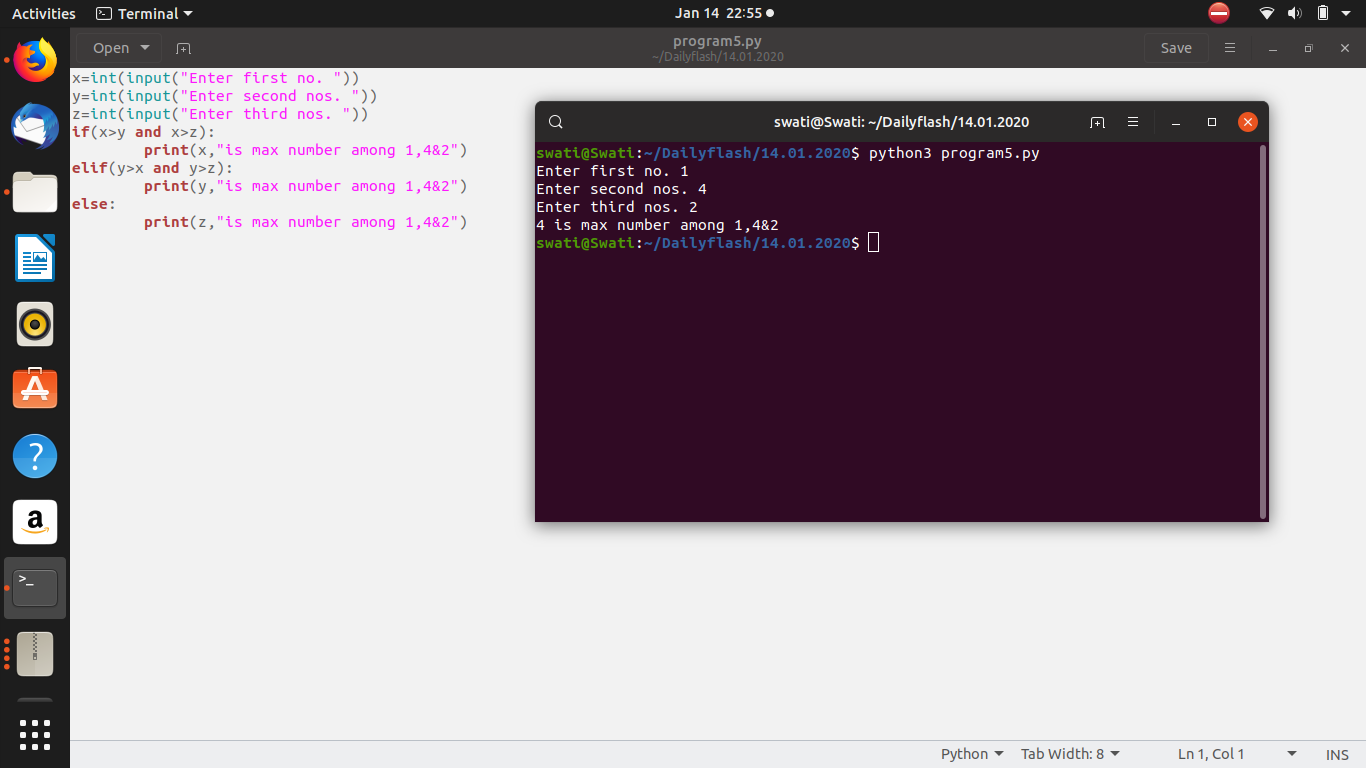 Activities Terminal Jan 14 22:55
Open program5.py Save
~/Dailyflash/14.01.2020
x=int(input("Enter first no. "))
y=int(input("Enter second nos. "))
z=int(input("Enter third nos. "))
if(x>y and x>z):
print(x,"is max number among 1,4&2")
elif(y>x and y>z):
print(y,"is max number among 1,4&2")
else:
print(z,"is max number among 1,4&2")
swati@Swati: ~/Dailyflash/14.01.2020
swati@Swati:~/Dailyflash/14.01.2020$ python3 program5.py
Enter first no. 1
Enter second nos. 4
Enter third nos. 2
4 is max number among 1,4&2
swati@Swati:~/Dailyflash/14.01.2020$
?
a
>_
Python Tab Width: 8 Ln 1, Col 1 INS